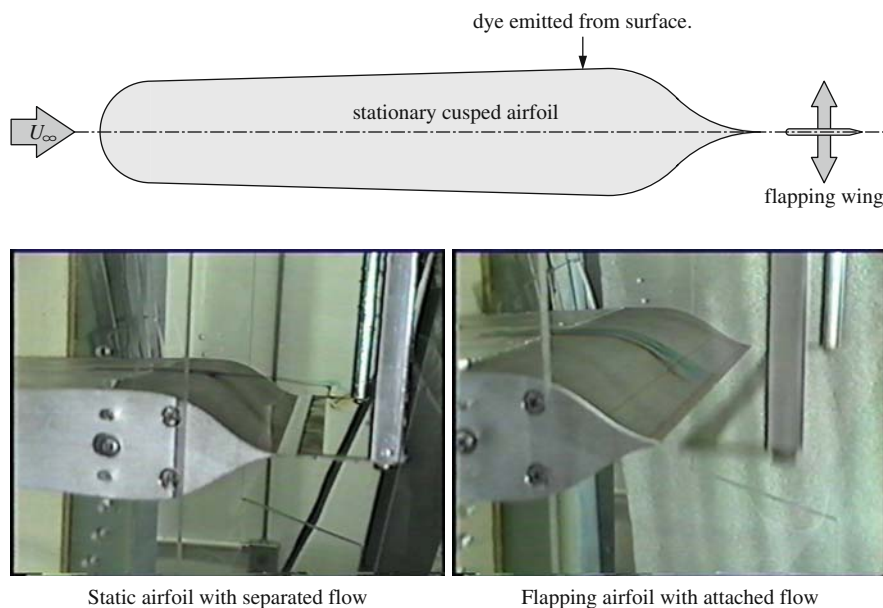 dye emitted from surface.
stationary cusped airfoil
U∞
flapping wing
Static airfoil with separated flow
Flapping airfoil with attached flow